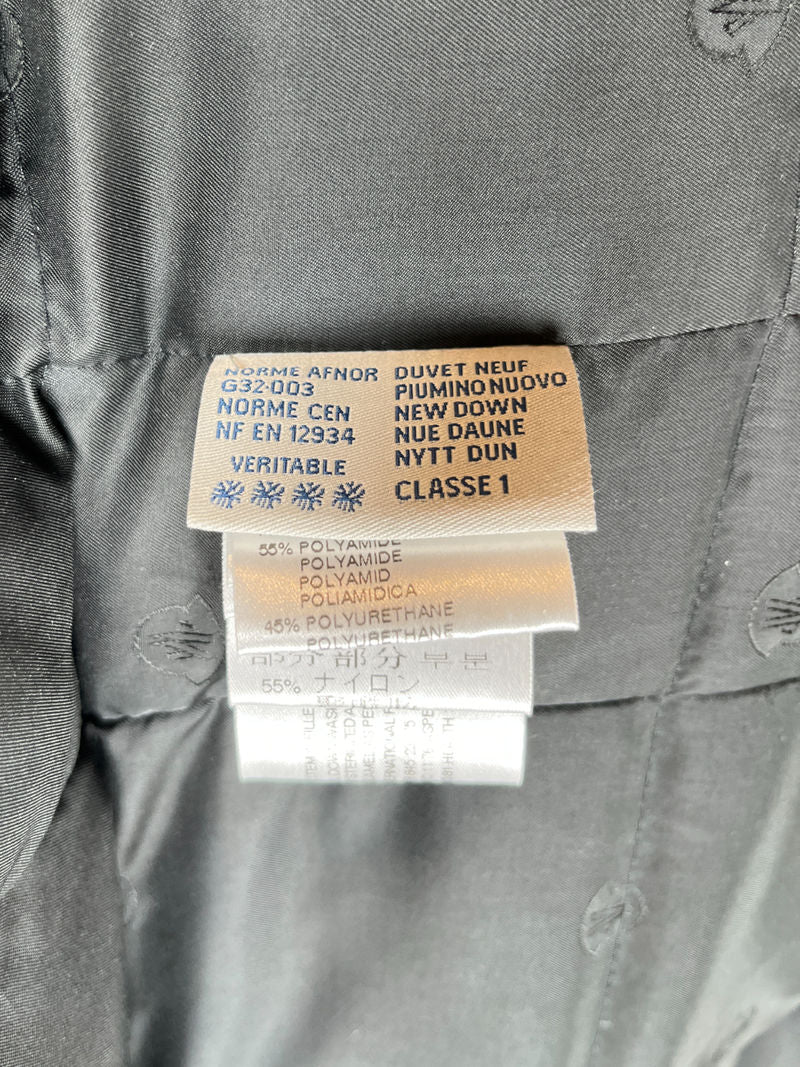 NORME AFNOR
G32-003
NORME CEN
NF EN 12934
VERITABLE
DUVET NEUF
PIUMINO NUOVO
NEW DOWN
NUE DAUNE
NYTT DUN
CLASSE 1
55% POLYAMIDE
POLYAMIDE
POLYAMID
POLIAMIDICA
45% POLYURETHANE
POLYURETHANE
部分 部分 부분
55% ナイロン